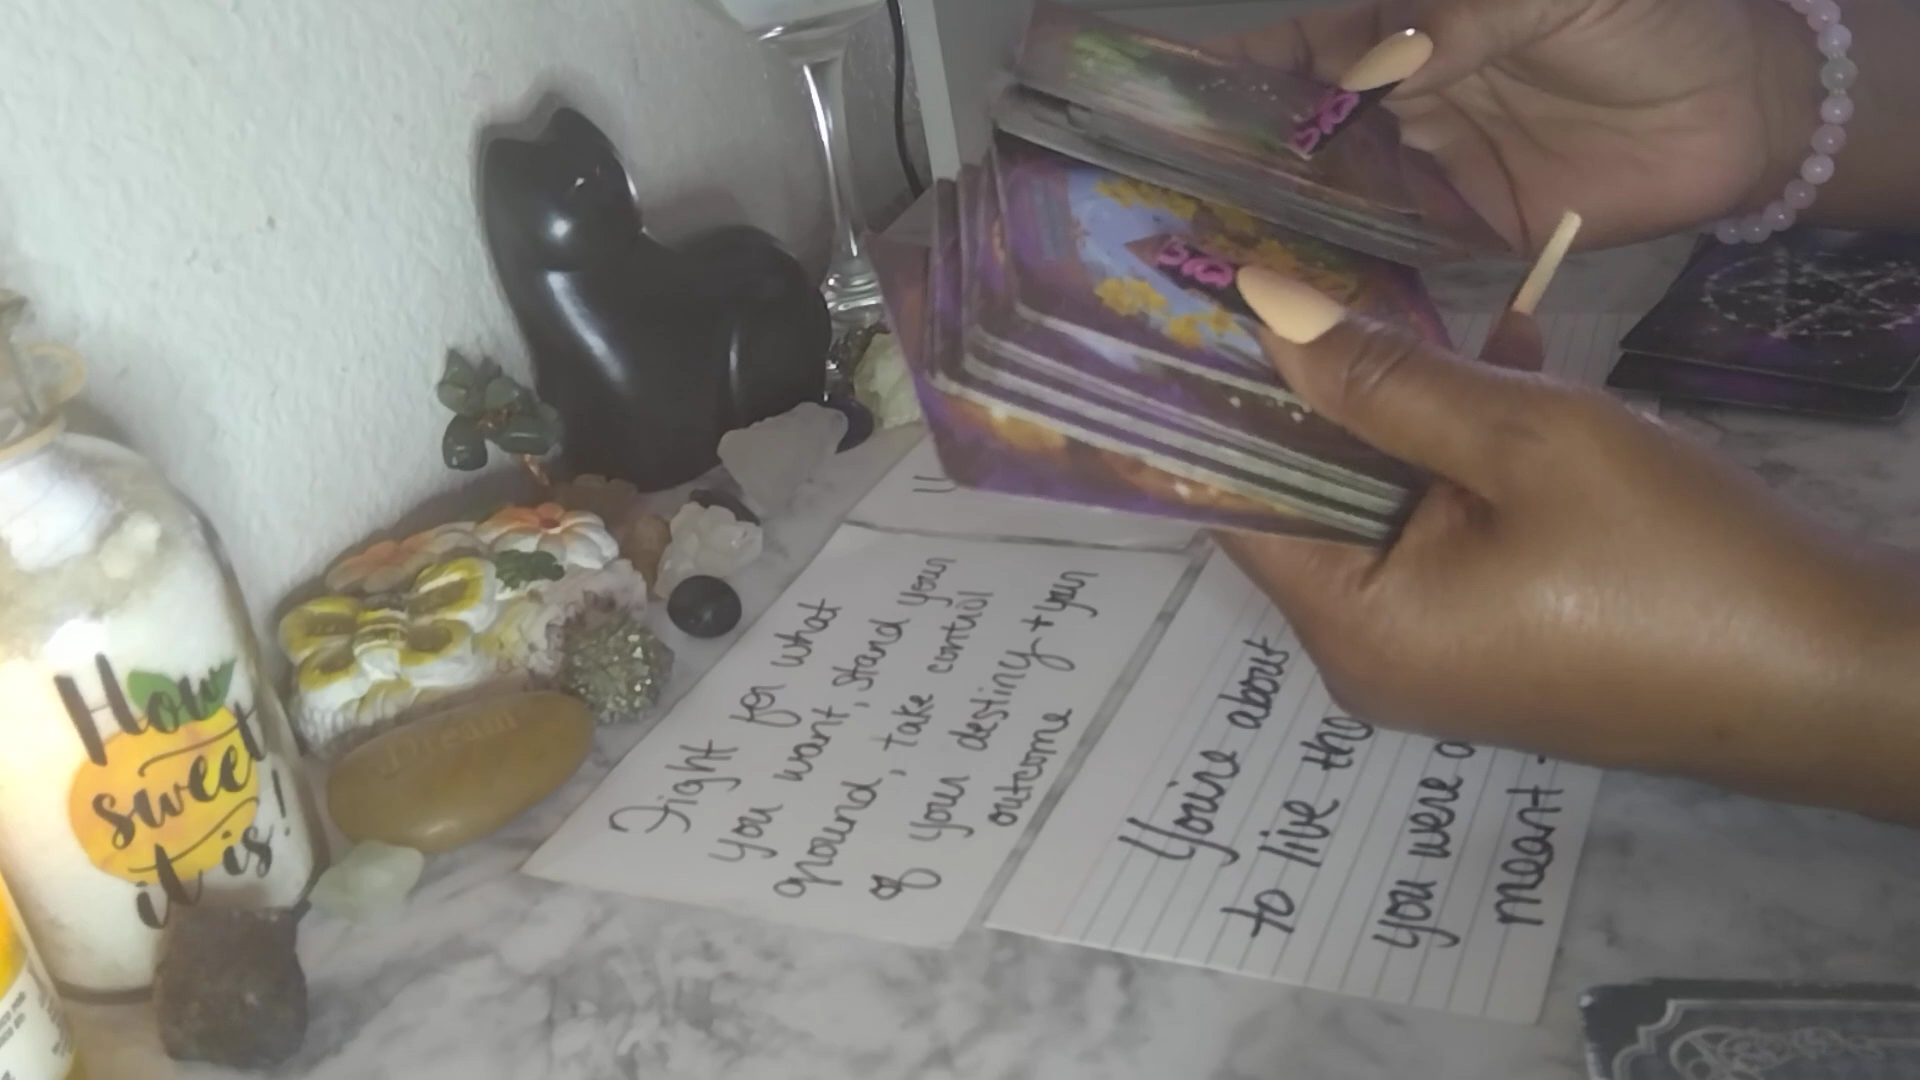 How
sweet
it is!
Dream
Fight for what
you want, stand your
ground, take control
of your destiny + your
outcome
You're about
to live the
you were
meant